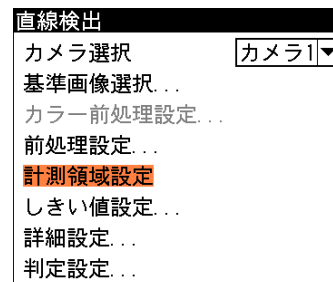 直線検出
カメラ選択 カメラ1
基準画像選択...
カラー前処理設定...
前処理設定...
計測領域設定
しきい値設定...
詳細設定...
判定設定...